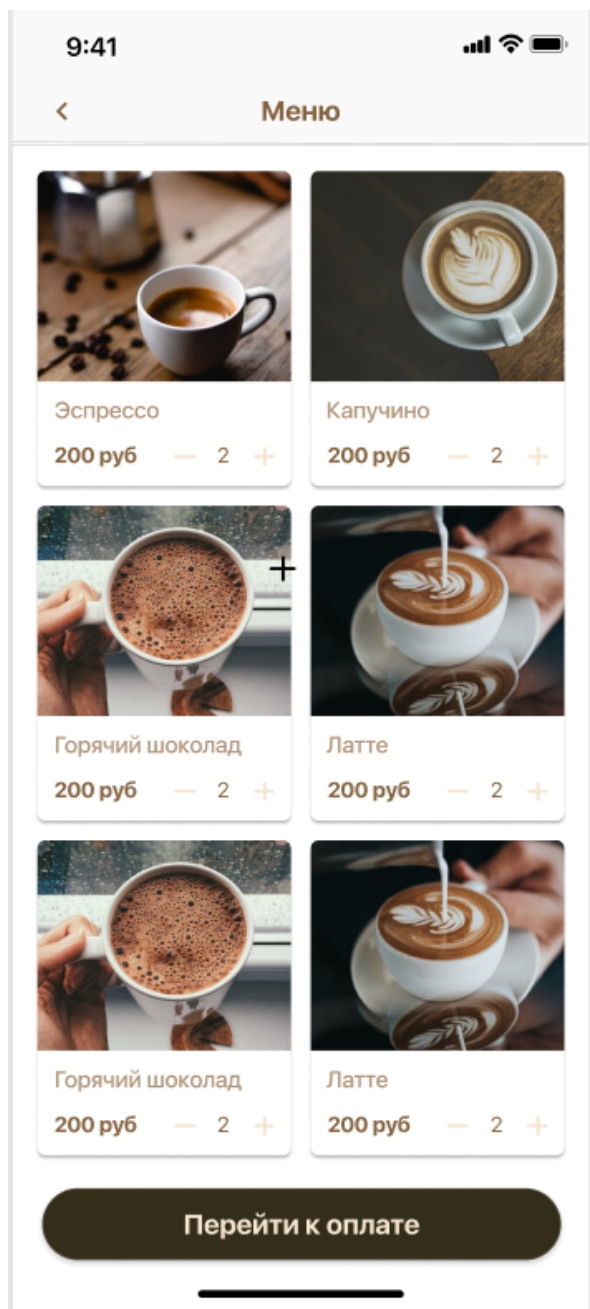 9:41
Меню
Эспрессо
200 руб — 2 +
Капучино
200 руб — 2 +
Горячий шоколад
200 руб — 2 +
Латте
200 руб — 2 +
Горячий шоколад
200 руб — 2 +
Латте
200 руб — 2 +
Перейти к оплате